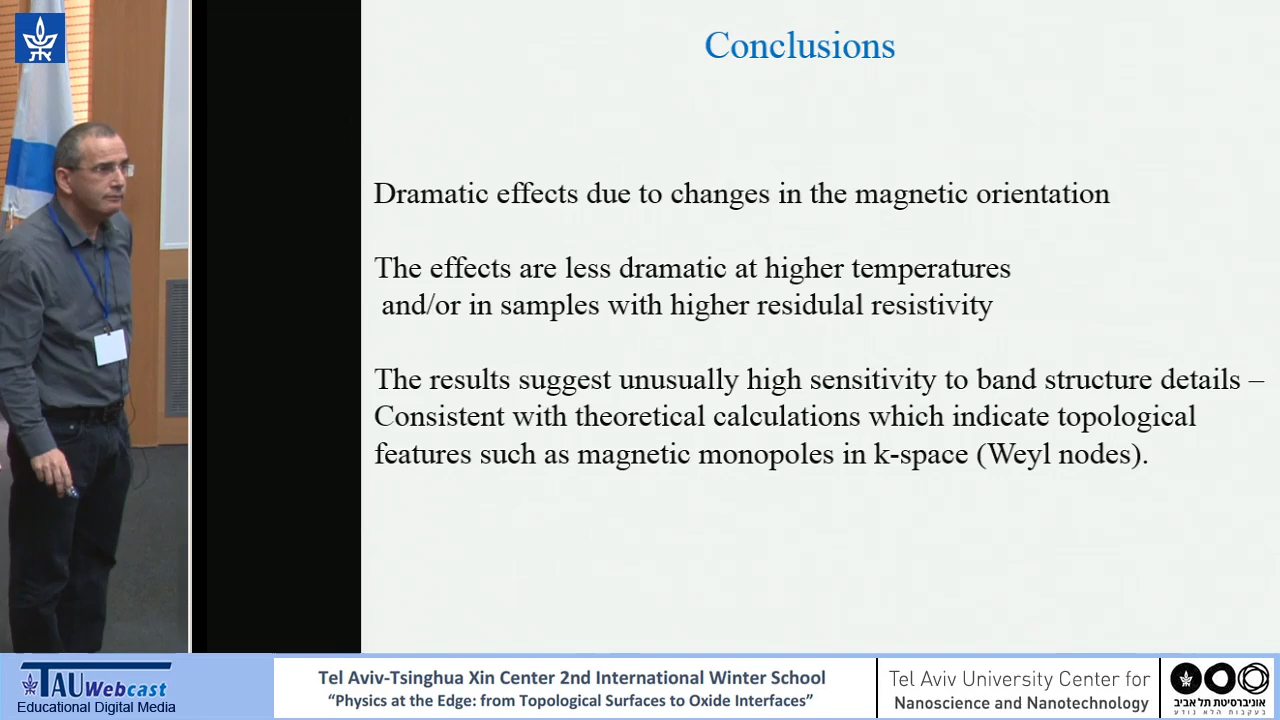 Conclusions
Dramatic effects due to changes in the magnetic orientation
The effects are less dramatic at higher temperatures
and/or in samples with higher residulal resistivity
The results suggest unusually high sensitivity to band structure details –
Consistent with theoretical calculations which indicate topological
features such as magnetic monopoles in k-space (Weyl nodes).
TAU Webcast
Educational Digital Media
Tel Aviv-Tsinghua Xin Center 2nd International Winter School
“Physics at the Edge: from Topological Surfaces to Oxide Interfaces”
Tel Aviv University Center for
Nanoscience and Nanotechnology
אוניברסיטת תל אביב